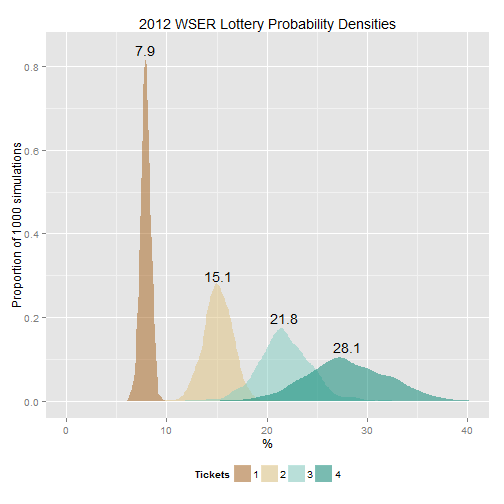 2012 WSER Lottery Probability Densities
7.9
15.1
21.8
28.1
Proportion of 1000 simulations
0.8
0.6
0.4
0.2
0.0
0 10 20 30 40
%
Tickets 1 2 3 4